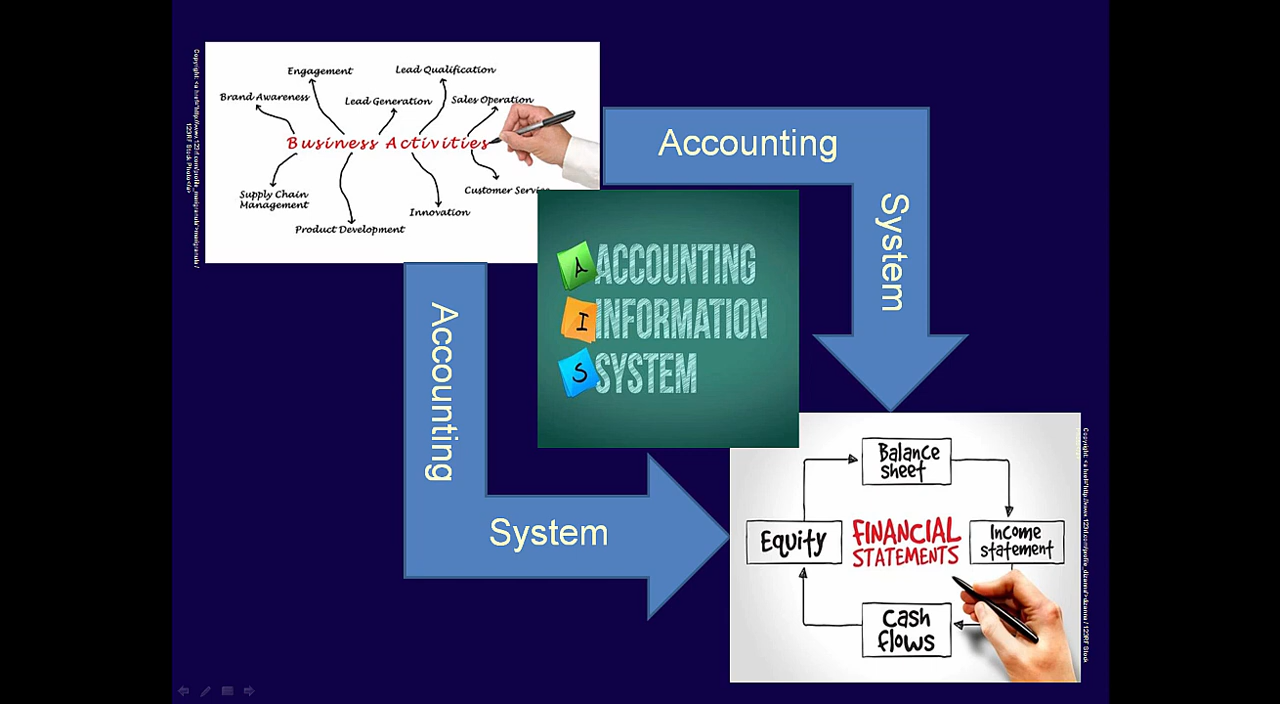 Engagement
Lead Qualification
Brand Awareness
Lead Generation
Sales Operation
Business Activities
Supply Chain
Management
Customer Service
Innovation
Product Development
Accounting
System
A
ACCOUNTING
I
INFORMATION
S
SYSTEM
Accounting
System
Balance
sheet
Equity
FINANCIAL
STATEMENTS
Income
statement
Cash
flows